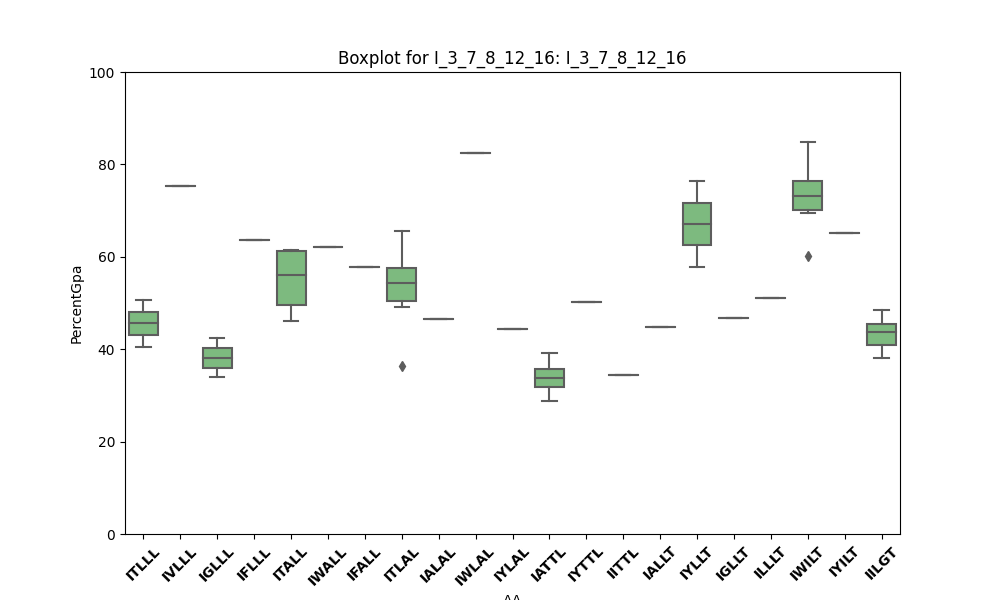 Boxplot for I_3_7_8_12_16: I_3_7_8_12_16
100
80
60
40
20
0
PercentGpa
ITLLL
IVLLL
IGLLL
IFLLL
ITALL
IWALL
IFALL
ITLAL
IALAL
IWLAL
IYLAL
IATTL
IYTTL
IITTL
IALLT
IYLLT
IGLLT
ILLLT
IWILT
IYILT
IILGT
AA